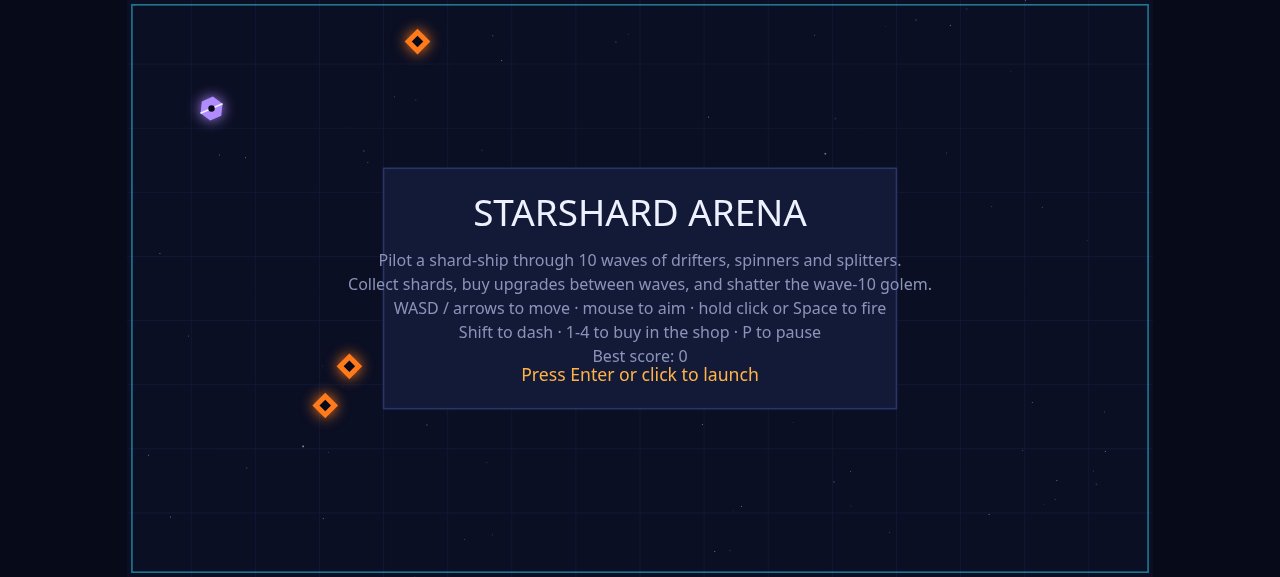 STARSHARD ARENA
Pilot a shard-ship through 10 waves of drifters, spinners and splitters.
Collect shards, buy upgrades between waves, and shatter the wave-10 golem.
WASD / arrows to move · mouse to aim · hold click or Space to fire
Shift to dash · 1-4 to buy in the shop · P to pause
Best score: 0
Press Enter or click to launch